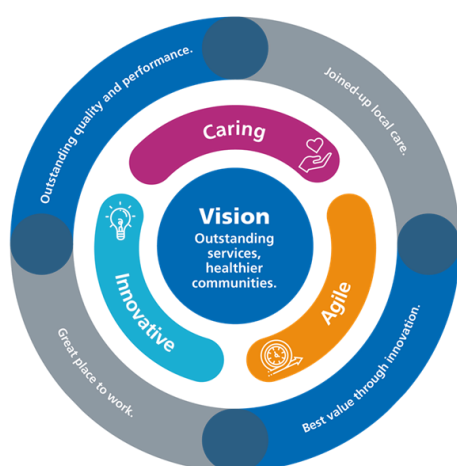 Outstanding quality and performance.
Joined-up local care.
Caring
Vision
Outstanding
services,
healthier
communities.
Innovative
Agile
Great place to work.
Best value through innovation.